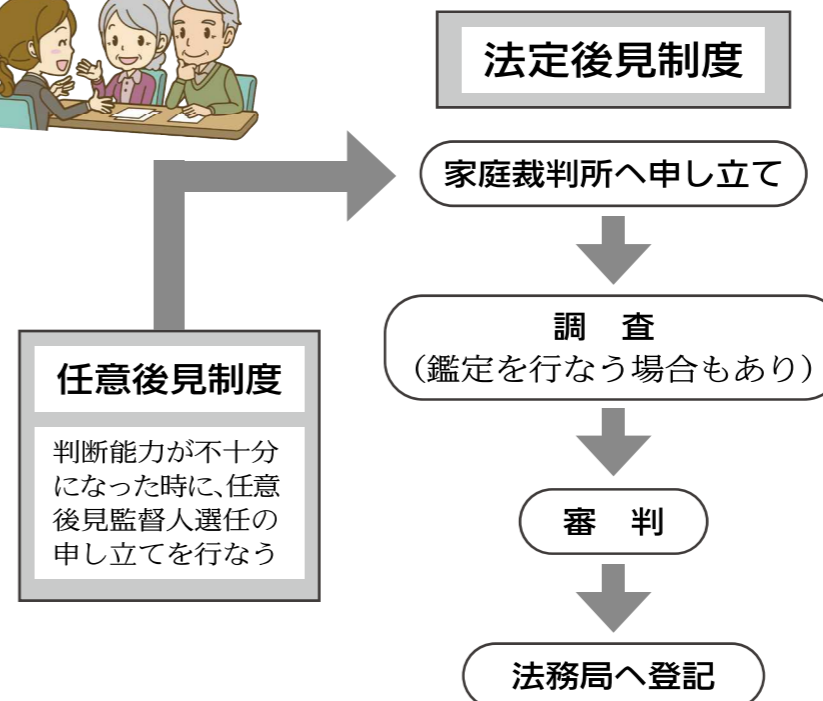 法定後見制度
家庭裁判所へ申し立て
調　査
（鑑定を行なう場合もあり）
審　判
法務局へ登記
任意後見制度
判断能力が不十分
になった時に、任意
後見監督人選任の
申し立てを行なう